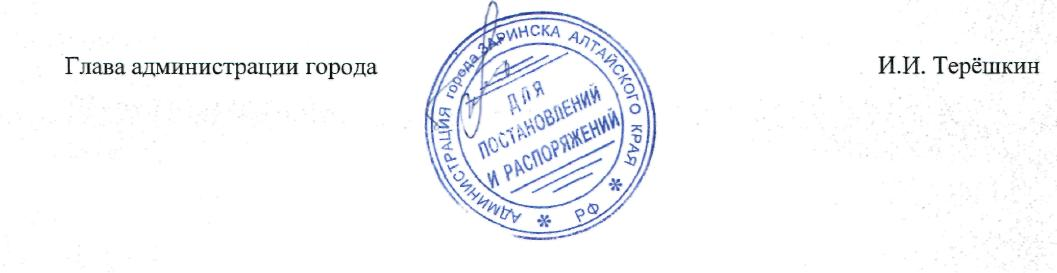 Глава администрации города
И.И. Терёшкин
АДМИНИСТРАЦИЯ города ЗАРИНСКА АЛТАЙСКОГО КРАЯ
РФ
ДЛЯ
ПОСТАНОВЛЕНИЙ
И РАСПОРЯЖЕНИЙ